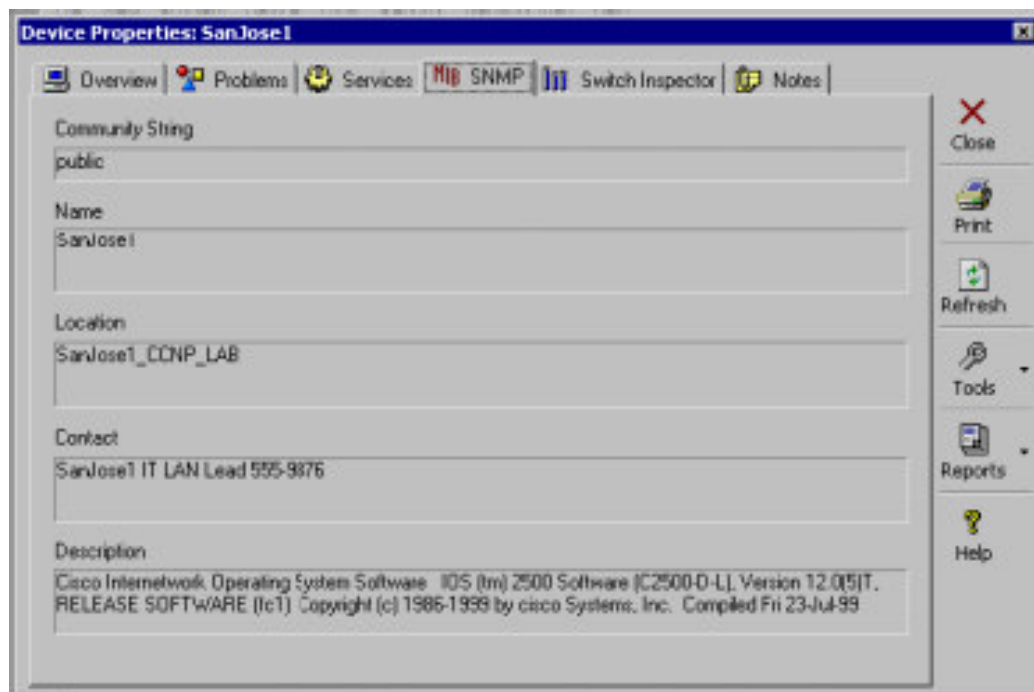 Device Properties: SanJose1
Overview
Problems
Services
MIB SNMP
Switch Inspector
Notes
Community String
public
Name
SanJose1
Location
SanJose1_CCNP_LAB
Contact
SanJose1 IT LAN Lead 555-9876
Description
Cisco Internetwork Operating System Software IOS (tm) 2500 Software (C2500-D-L), Version 12.0(5)T,
RELEASE SOFTWARE (fc1) Copyright (c) 1986-1999 by cisco Systems, Inc. Compiled Fri 23-Jul-99
Close
Print
Refresh
Tools
Reports
Help